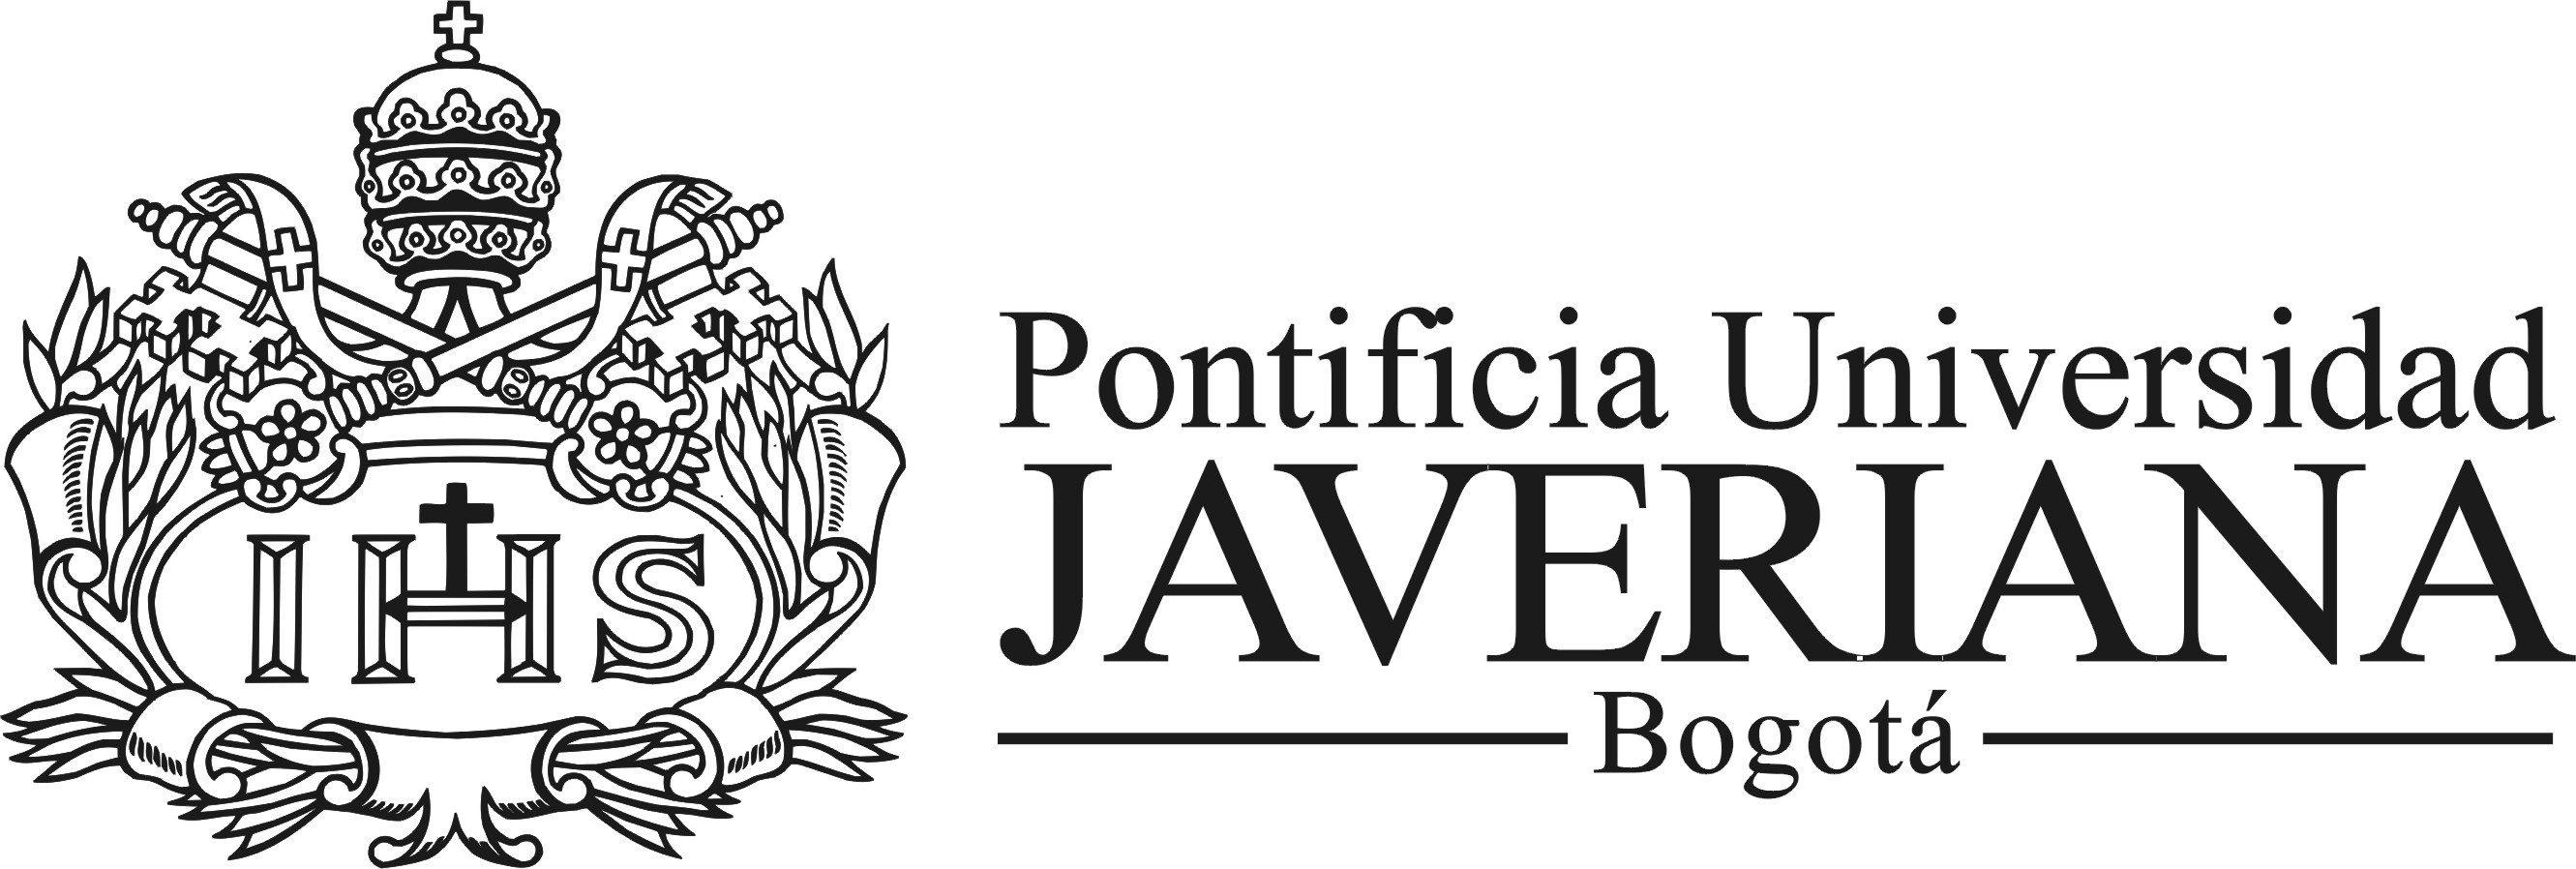 IHS
Pontificia Universidad
JAVERIANA
Bogotá